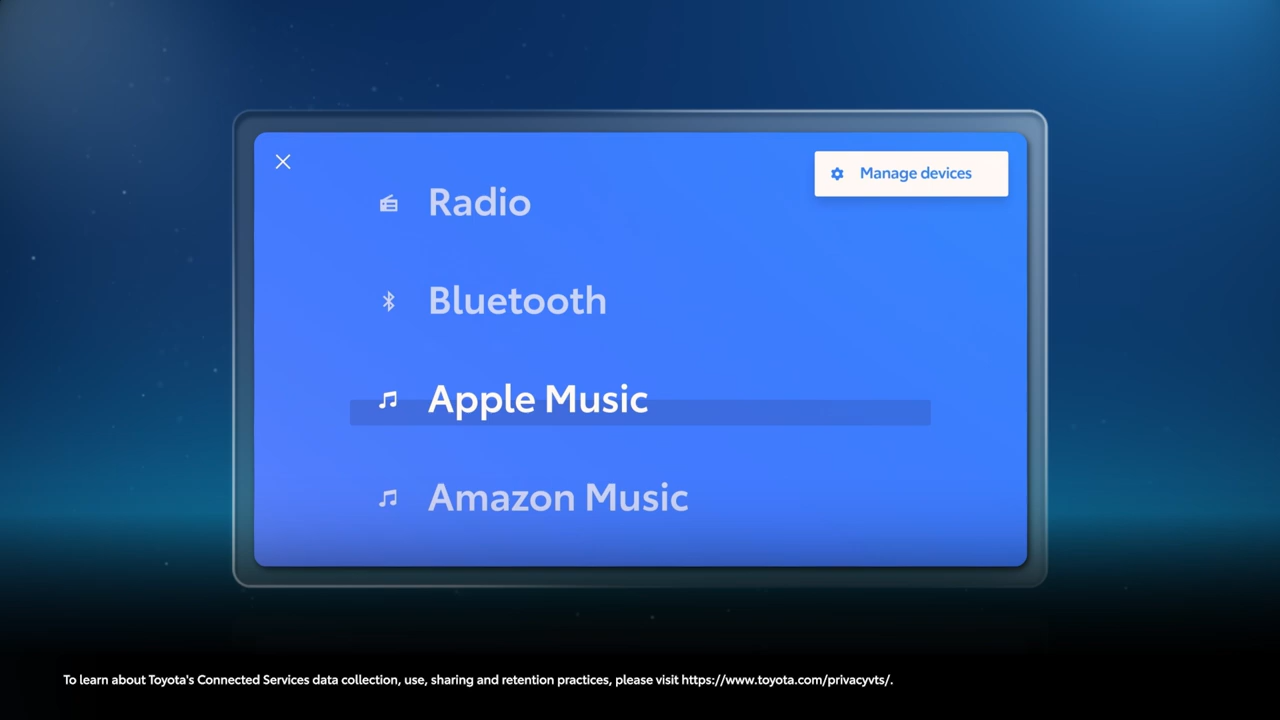 Radio
Manage devices
Bluetooth
Apple Music
Amazon Music
To learn about Toyota's Connected Services data collection, use, sharing and retention practices, please visit https://www.toyota.com/privacyvts/.